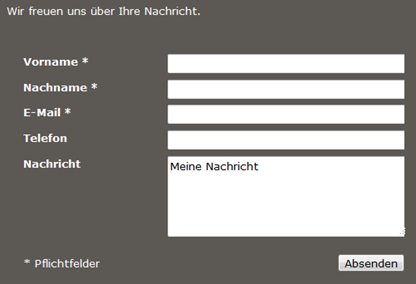 Wir freuen uns über Ihre Nachricht.
Vorname *
Nachname *
E-Mail *
Telefon
Nachricht
Meine Nachricht
* Pflichtfelder
Absenden